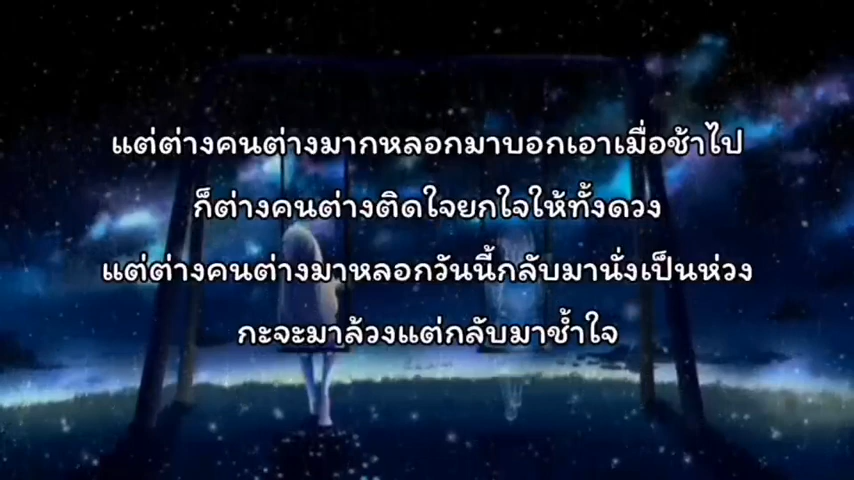 แต่ต่างคนต่างมากหลอกมาบอกเอาเมื่อช้าไป
ก็ต่างคนต่างติดใจยกใจให้ทั้งดวง
แต่ต่างคนต่างมาหลอกวันนี้กลับมานั่งเป็นห่วง
กะจะมาล้วงแต่กลับมาช้ำใจ